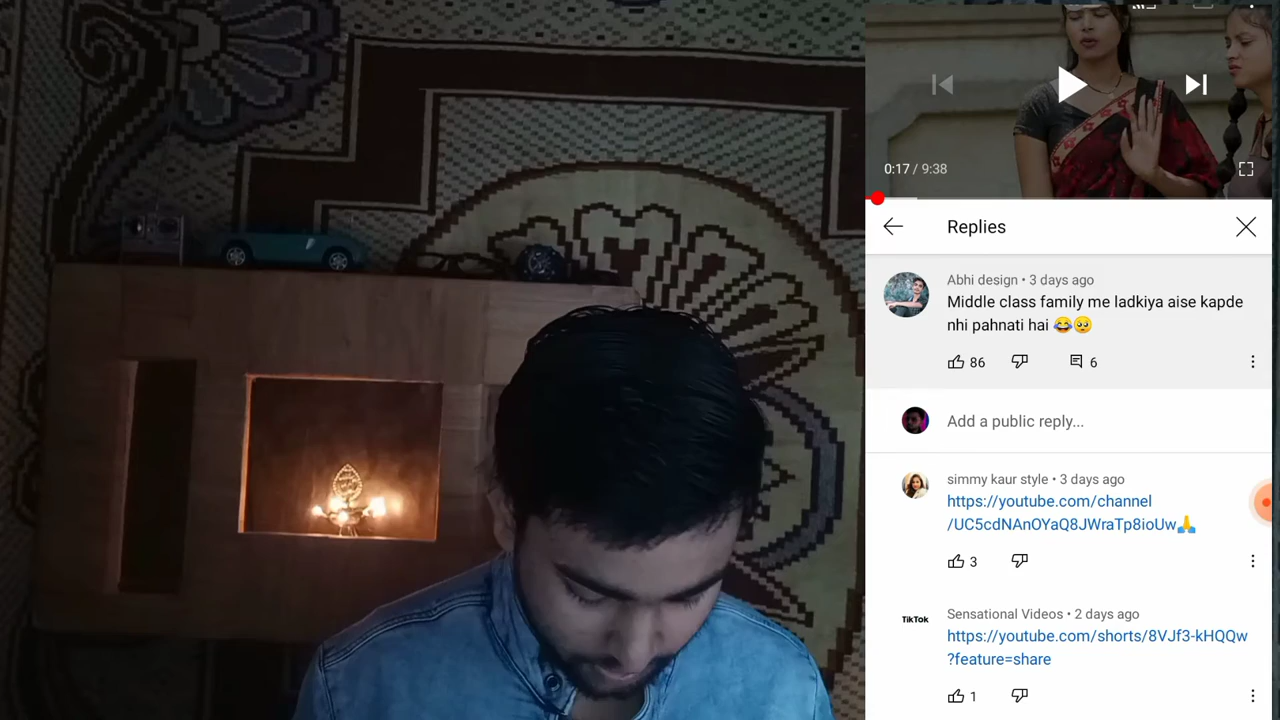 0:17 / 9:38
Replies
Abhi design • 3 days ago
Middle class family me ladkiya aise kapde
nhi pahnati hai 😂🥺
86
6
Add a public reply...
simmy kaur style • 3 days ago
https://youtube.com/channel
/UC5cdNAnOYaQ8JWraTp8ioUw🙏
3
TikTok
Sensational Videos • 2 days ago
https://youtube.com/shorts/8VJf3-kHQQw
?feature=share
1